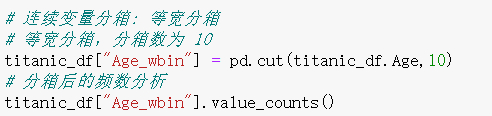 # 连续变量分箱: 等宽分箱
# 等宽分箱，分箱数为 10
titanic_df["Age_wbin"] = pd.cut(titanic_df.Age,10)
# 分箱后的频数分析
titanic_df["Age_wbin"].value_counts()